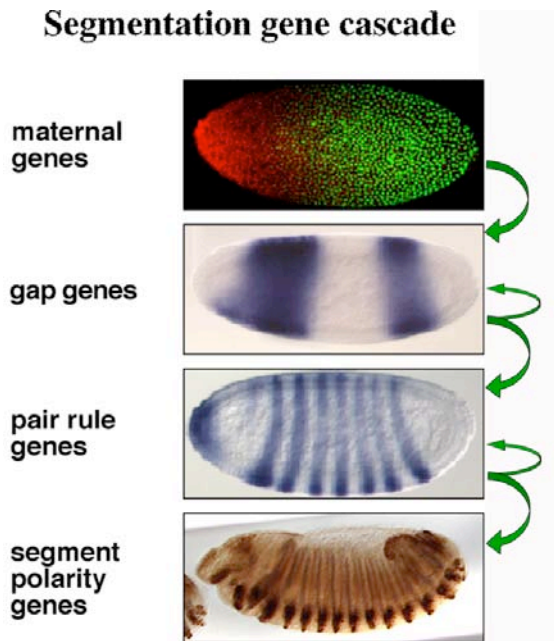 Segmentation gene cascade
maternal
genes
gap genes
pair rule
genes
segment
polarity
genes